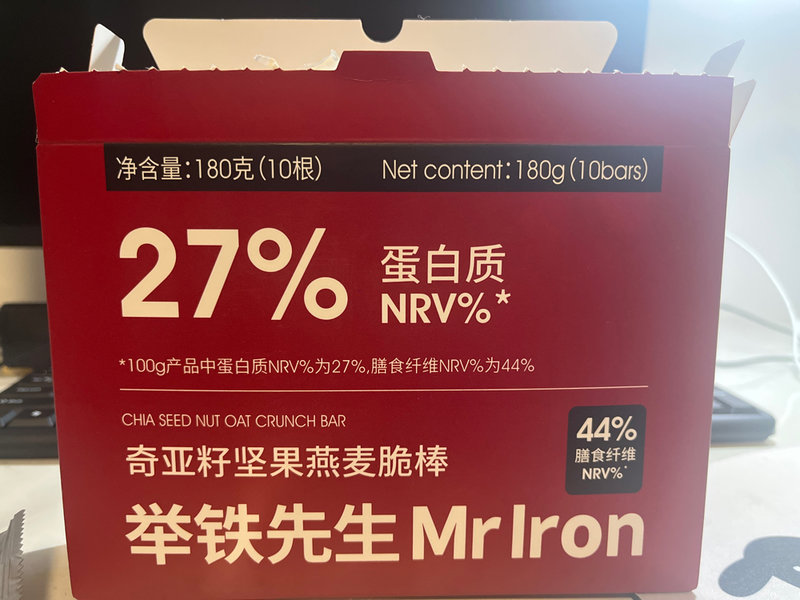 净含量：180克（10根） Net content：180g（10bars）
27% 蛋白质
NRV%*
*100g产品中蛋白质NRV%为27%,膳食纤维NRV%为44%
CHIA SEED NUT OAT CRUNCH BAR
奇亚籽坚果燕麦脆棒
44%
膳食纤维
NRV%*
举铁先生 Mr Iron